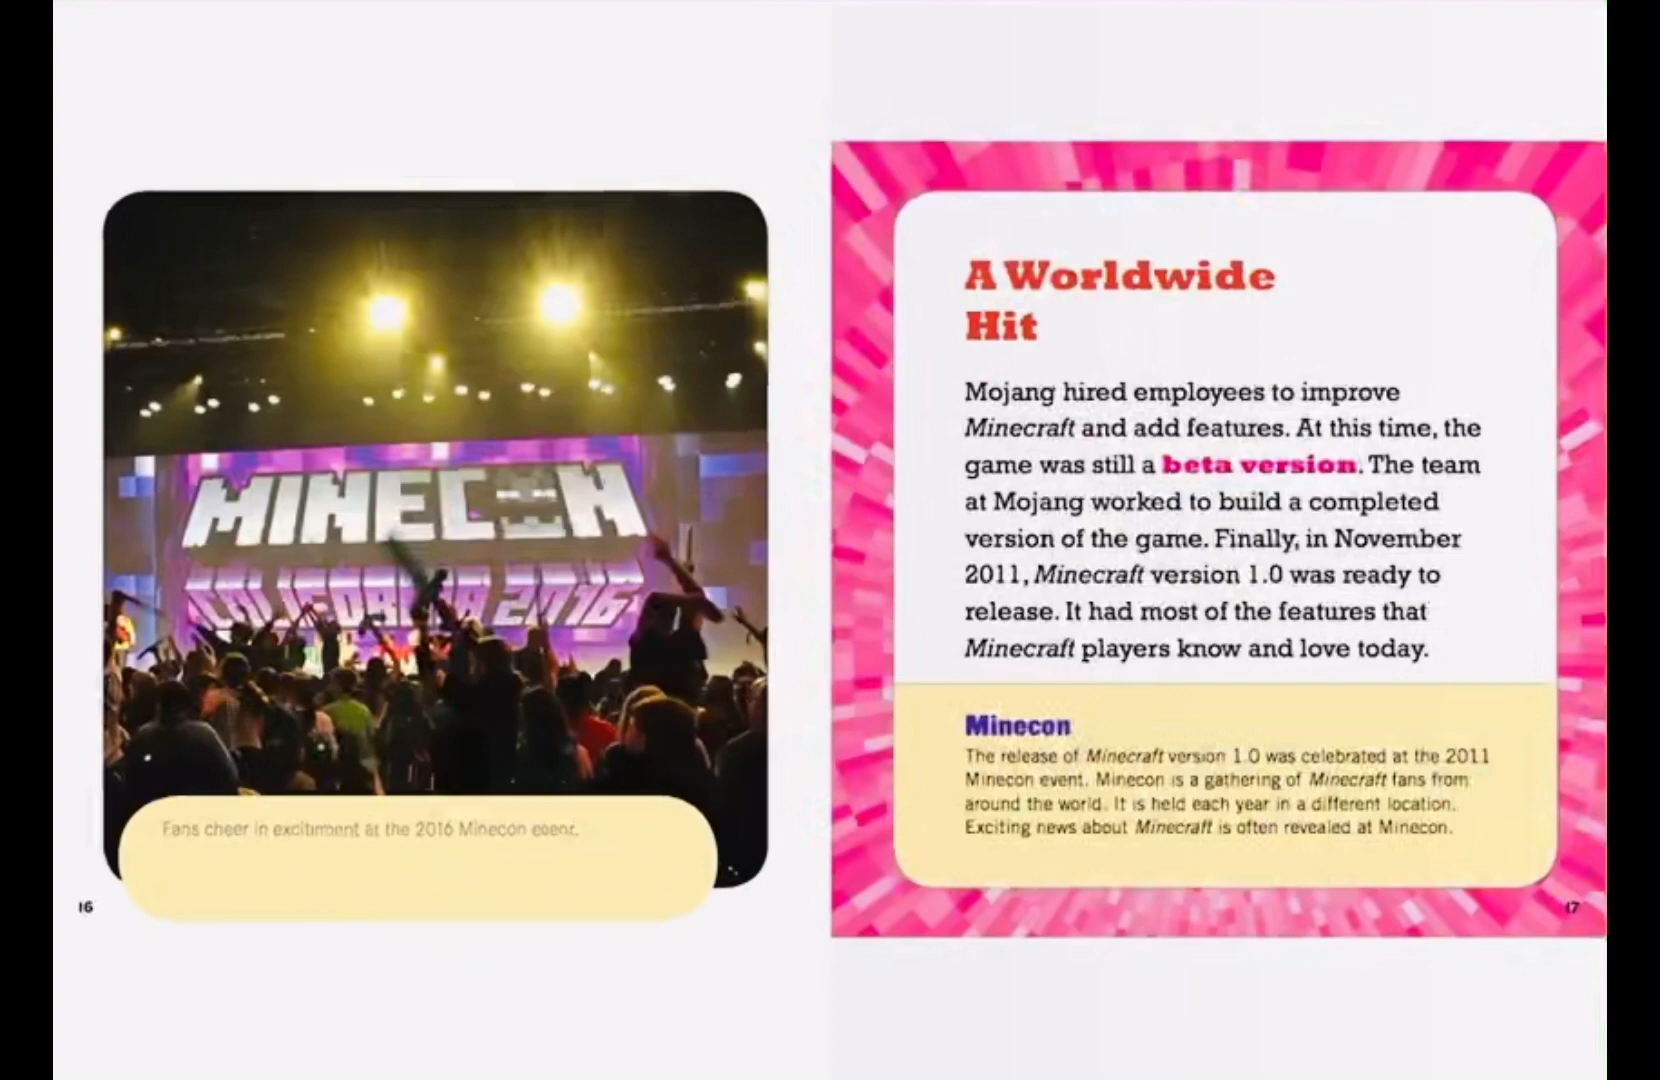 MINECON
CALIFORNIA 2016
Fans cheer in excitement at the 2016 Minecon event.
16
A Worldwide
Hit
Mojang hired employees to improve
Minecraft and add features. At this time, the
game was still a beta version. The team
at Mojang worked to build a completed
version of the game. Finally, in November
2011, Minecraft version 1.0 was ready to
release. It had most of the features that
Minecraft players know and love today.
Minecon
The release of Minecraft version 1.0 was celebrated at the 2011
Minecon event. Minecon is a gathering of Minecraft fans from
around the world. It is held each year in a different location.
Exciting news about Minecraft is often revealed at Minecon.
17